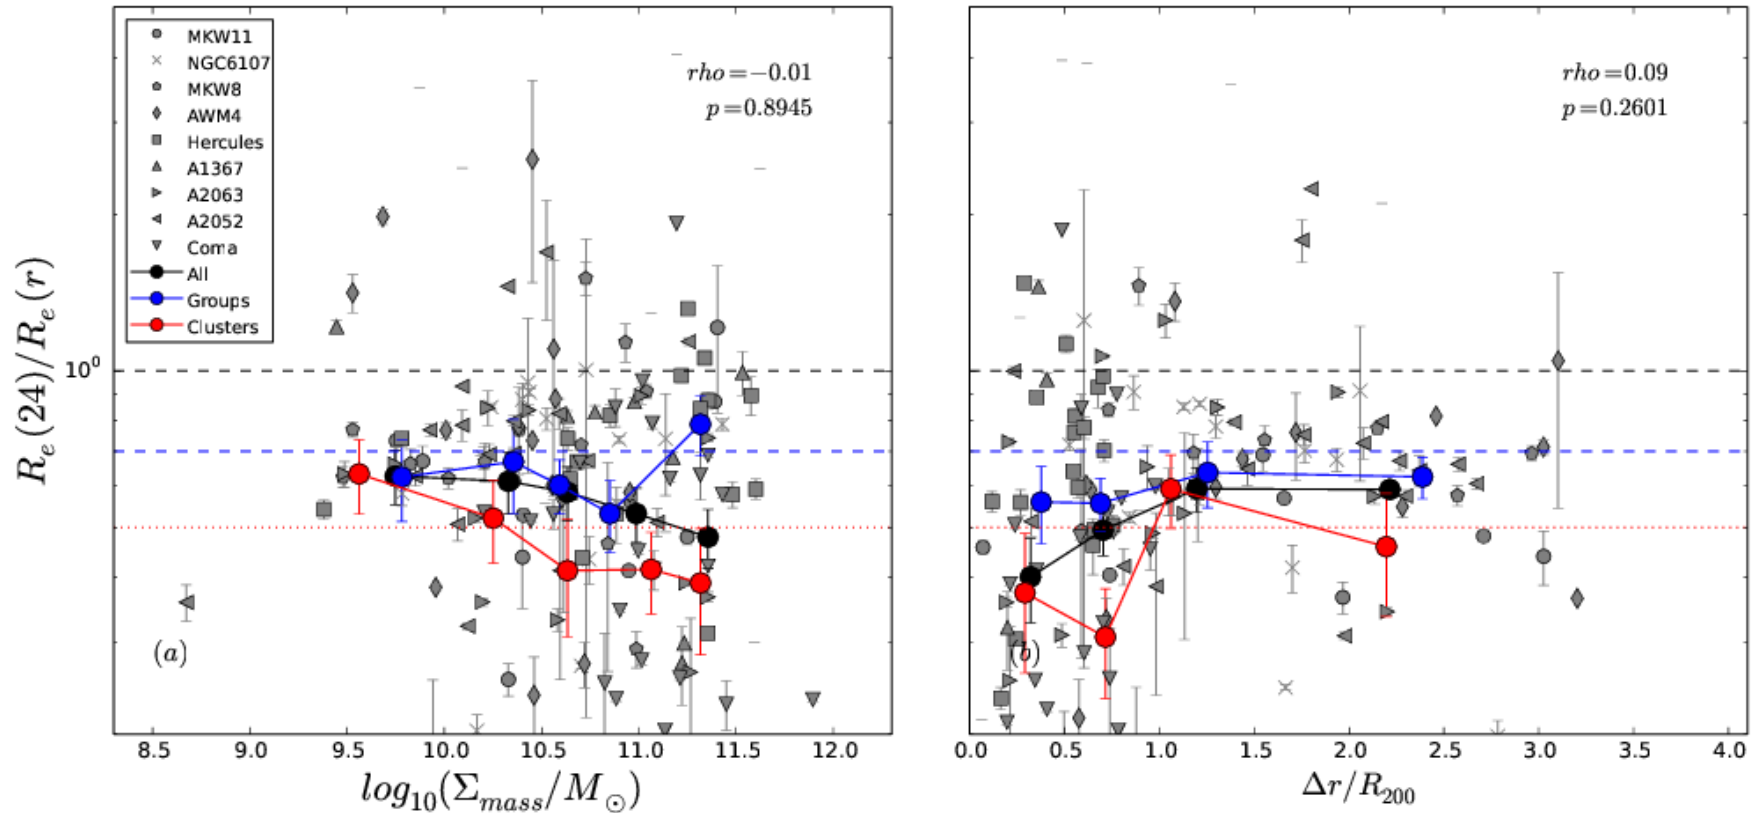 MKW11
NGC6107
MKW8
AWM4
Hercules
A1367
A2063
A2052
Coma
All
Groups
Clusters
rho=−0.01
p=0.8945
(a)
R_e(24)/R_e(r)
10^0
8.5 9.0 9.5 10.0 10.5 11.0 11.5 12.0
log_10(Σ_mass/M_⊙)
rho=0.09
p=0.2601
(b)
0.0 0.5 1.0 1.5 2.0 2.5 3.0 3.5 4.0
Δr/R_200